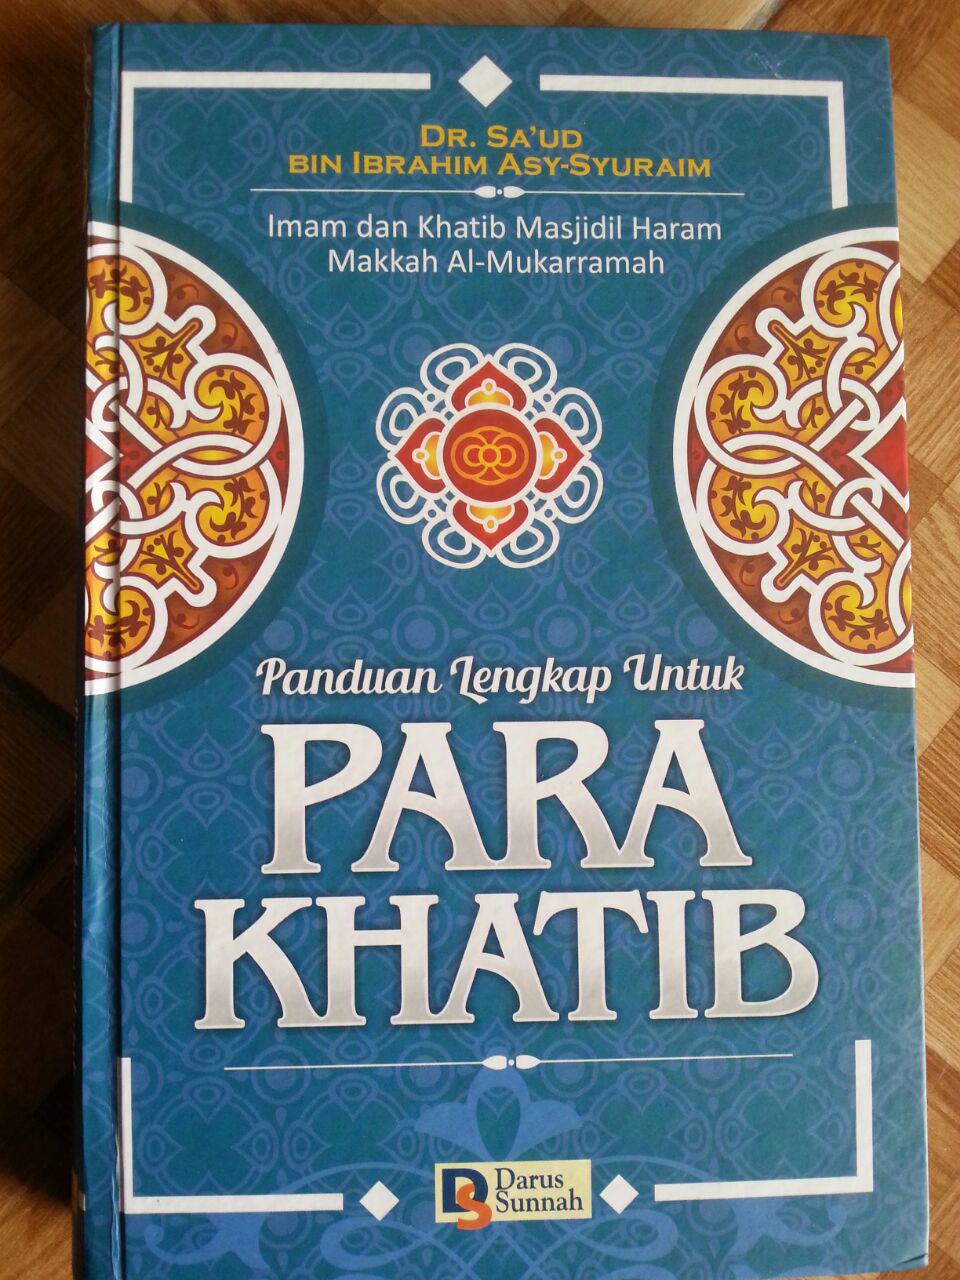 DR. SA'UD
BIN IBRAHIM ASY-SYURAIM
Imam dan Khatib Masjidil Haram
Makkah Al-Mukarramah
Panduan Lengkap Untuk
PARA
KHATIB
DS Darus
Sunnah